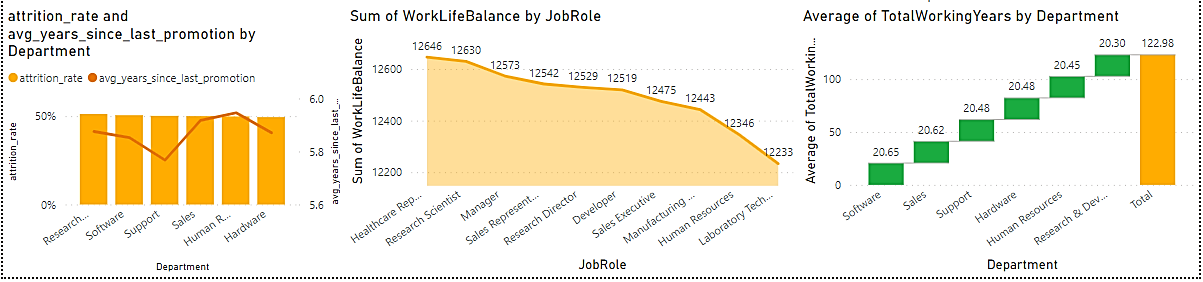 attrition_rate and
avg_years_since_last_promotion by
Department
attrition_rate avg_years_since_last_promotion
50%
0%
attrition_rate
6.0
5.8
5.6
avg_years_since_last_...
Research...
Software
Support
Sales
Human R...
Hardware
Department
Sum of WorkLifeBalance by JobRole
Sum of WorkLifeBalance
12600
12400
12200
12646
12630
12573
12542
12529
12519
12475
12443
12346
12233
Healthcare Rep...
Research Scientist
Manager
Sales Represent...
Research Director
Developer
Sales Executive
Manufacturing ...
Human Resources
Laboratory Tech...
JobRole
Average of TotalWorkingYears by Department
Average of TotalWorkin...
100
50
0
20.65
20.62
20.48
20.48
20.45
20.30
122.98
Software
Sales
Support
Hardware
Human Resources
Research & Dev...
Total
Department